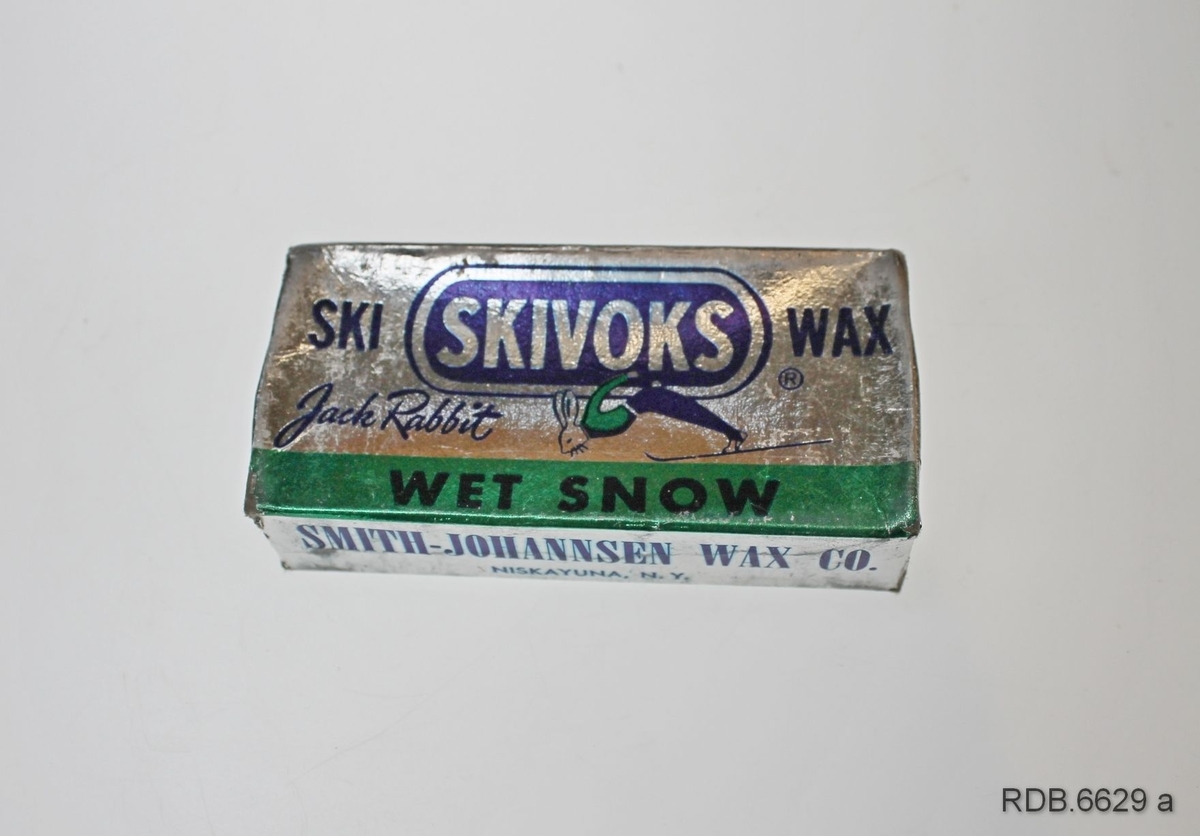 SKI SKIVOKS WAX
®
Jack Rabbit
WET SNOW
SMITH-JOHANNSEN WAX CO.
NISKAYUNA, N. Y.
RDB.6629 a